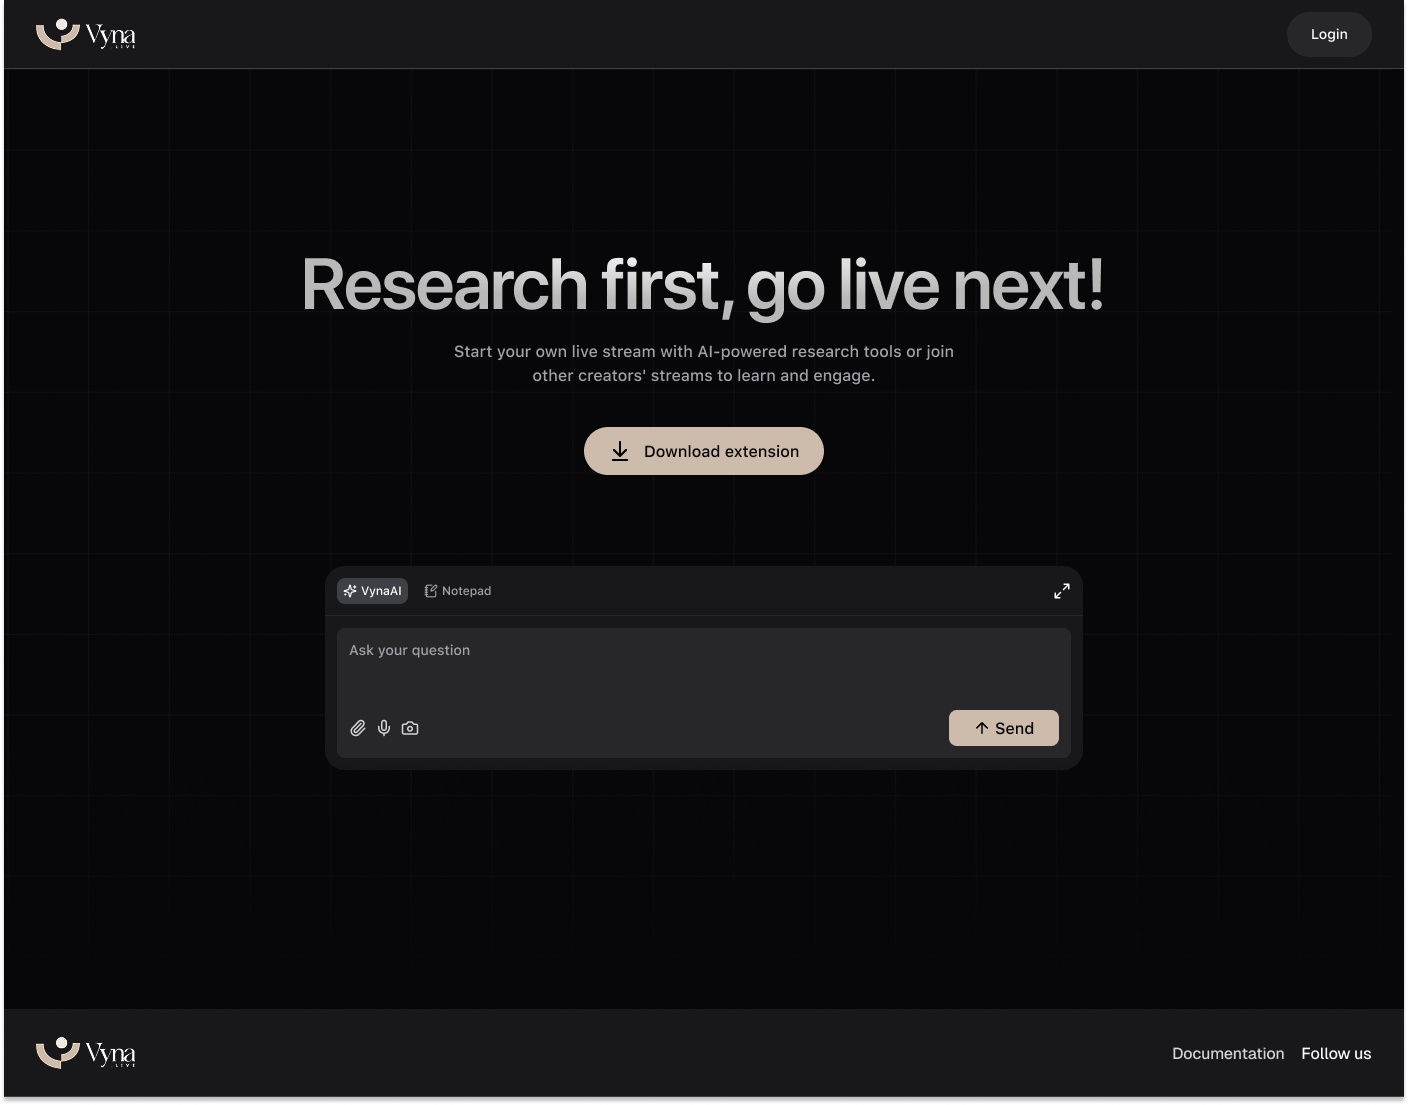 Vyna
LIVE
Login
Research first, go live next!
Start your own live stream with AI-powered research tools or join
other creators' streams to learn and engage.
Download extension
VynaAI
Notepad
Ask your question
Send
Vyna
LIVE
Documentation
Follow us